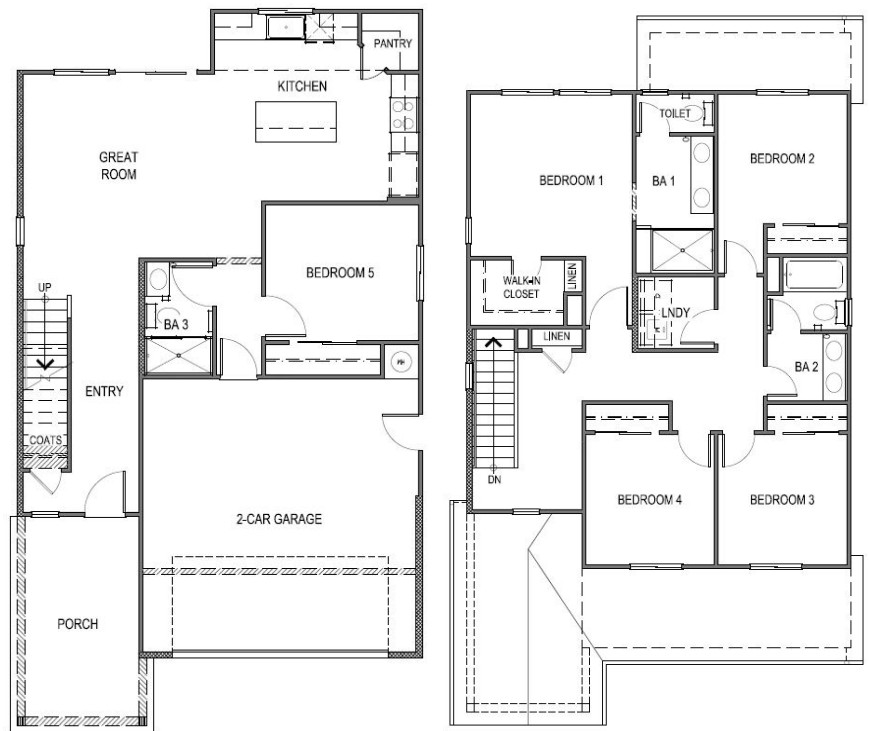 PANTRY
KITCHEN
GREAT
ROOM
BEDROOM 5
UP
BA 3
ENTRY
COATS
2-CAR GARAGE
PORCH
TOILET
BEDROOM 2
BEDROOM 1
BA 1
WALK-IN
CLOSET
LINEN
LNDY
LINEN
BA 2
DN
BEDROOM 4
BEDROOM 3